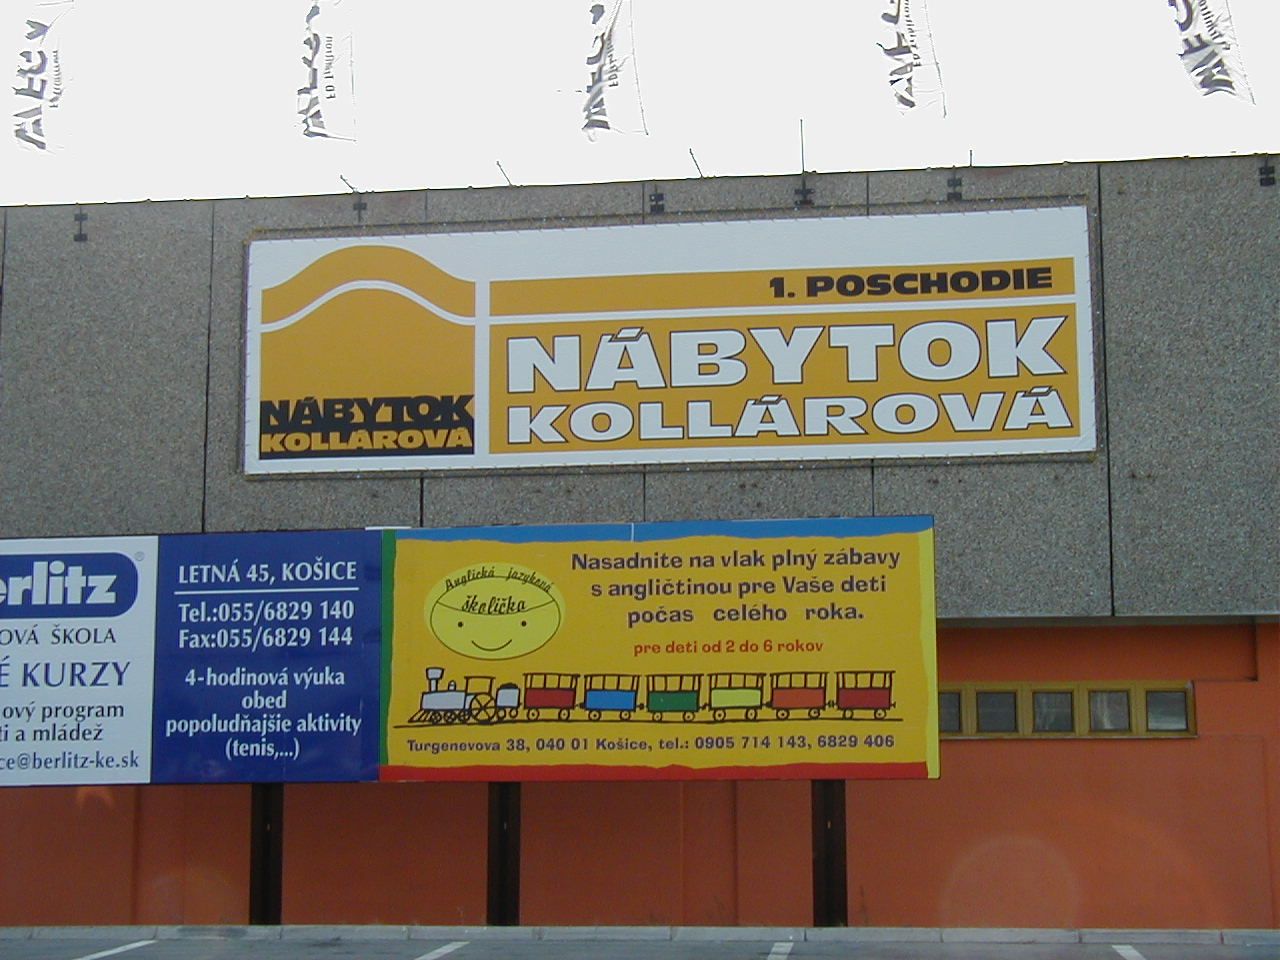 1. POSCHODIE
NÁBYTOK
KOLLÁROVÁ
NÁBYTOK
KOLLÁROVÁ
erlitz®
OVÁ ŠKOLA
É KURZY
ový program
ti a mládež
ce@berlitz-ke.sk
LETNÁ 45, KOŠICE
Tel.:055/6829 140
Fax:055/6829 144
4-hodinová výuka
obed
popoludňajšie aktivity
(tenis,...)
Anglická jazyková
školička
Nasadnite na vlak plný zábavy
s angličtinou pre Vaše deti
počas celého roka.
pre deti od 2 do 6 rokov
Turgenevova 38, 040 01 Košice, tel.: 0905 714 143, 6829 406